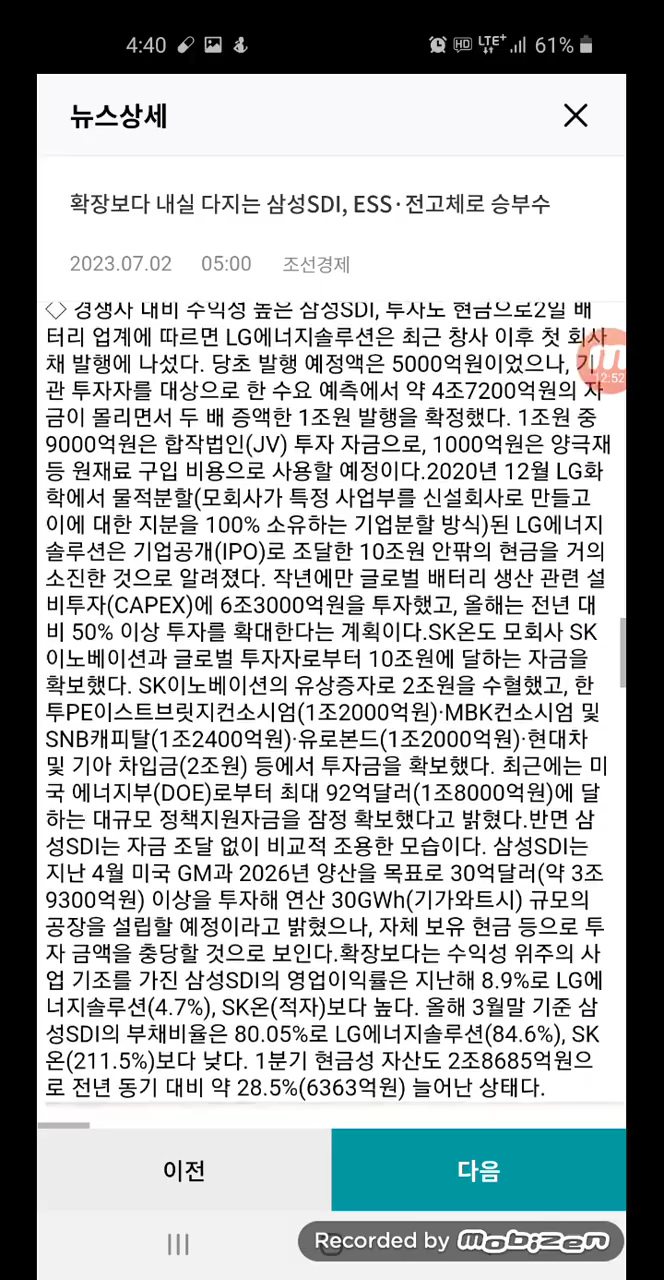 4:40
HD LTE+ 61%
뉴스상세
확장보다 내실 다지는 삼성SDI, ESS·전고체로 승부수
2023.07.02 05:00 조선경제
◇ 경쟁사 대비 수익성 높은 삼성SDI, 투자도 현금으로2일 배
터리 업계에 따르면 LG에너지솔루션은 최근 창사 이후 첫 회사
채 발행에 나섰다. 당초 발행 예정액은 5000억원이었으나, 기
관 투자자를 대상으로 한 수요 예측에서 약 4조7200억원의 자
금이 몰리면서 두 배 증액한 1조원 발행을 확정했다. 1조원 중
9000억원은 합작법인(JV) 투자 자금으로, 1000억원은 양극재
등 원재료 구입 비용으로 사용할 예정이다.2020년 12월 LG화
학에서 물적분할(모회사가 특정 사업부를 신설회사로 만들고
이에 대한 지분을 100% 소유하는 기업분할 방식)된 LG에너지
솔루션은 기업공개(IPO)로 조달한 10조원 안팎의 현금을 거의
소진한 것으로 알려졌다. 작년에만 글로벌 배터리 생산 관련 설
비투자(CAPEX)에 6조3000억원을 투자했고, 올해는 전년 대
비 50% 이상 투자를 확대한다는 계획이다.SK온도 모회사 SK
이노베이션과 글로벌 투자자로부터 10조원에 달하는 자금을
확보했다. SK이노베이션의 유상증자로 2조원을 수혈했고, 한
투PE이스트브릿지컨소시엄(1조2000억원)·MBK컨소시엄 및
SNB캐피탈(1조2400억원)·유로본드(1조2000억원)·현대차
및 기아 차입금(2조원) 등에서 투자금을 확보했다. 최근에는 미
국 에너지부(DOE)로부터 최대 92억달러(1조8000억원)에 달
하는 대규모 정책지원자금을 잠정 확보했다고 밝혔다.반면 삼
성SDI는 자금 조달 없이 비교적 조용한 모습이다. 삼성SDI는
지난 4월 미국 GM과 2026년 양산을 목표로 30억달러(약 3조
9300억원) 이상을 투자해 연산 30GWh(기가와트시) 규모의
공장을 설립할 예정이라고 밝혔으나, 자체 보유 현금 등으로 투
자 금액을 충당할 것으로 보인다.확장보다는 수익성 위주의 사
업 기조를 가진 삼성SDI의 영업이익률은 지난해 8.9%로 LG에
너지솔루션(4.7%), SK온(적자)보다 높다. 올해 3월말 기준 삼
성SDI의 부채비율은 80.05%로 LG에너지솔루션(84.6%), SK
온(211.5%)보다 낮다. 1분기 현금성 자산도 2조8685억원으
로 전년 동기 대비 약 28.5%(6363억원) 늘어난 상태다.
m
12:52
이전
다음
Recorded by mobizen